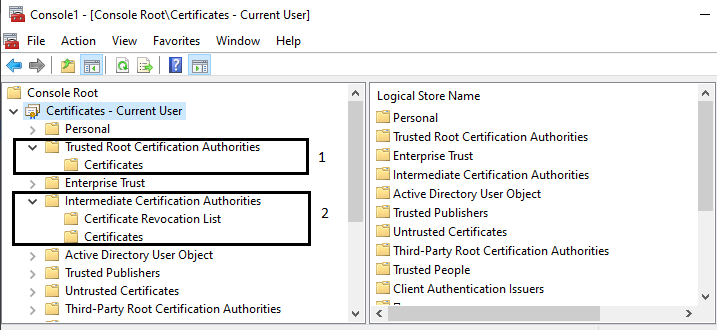 Console1 - [Console Root\Certificates - Current User]
File Action View Favorites Window Help
Console Root
Certificates - Current User
Personal
Trusted Root Certification Authorities
Certificates
1
Enterprise Trust
Intermediate Certification Authorities
Certificate Revocation List
Certificates
2
Active Directory User Object
Trusted Publishers
Untrusted Certificates
Third-Party Root Certification Authorities
Logical Store Name
Personal
Trusted Root Certification Authorities
Enterprise Trust
Intermediate Certification Authorities
Active Directory User Object
Trusted Publishers
Untrusted Certificates
Third-Party Root Certification Authorities
Trusted People
Client Authentication Issuers